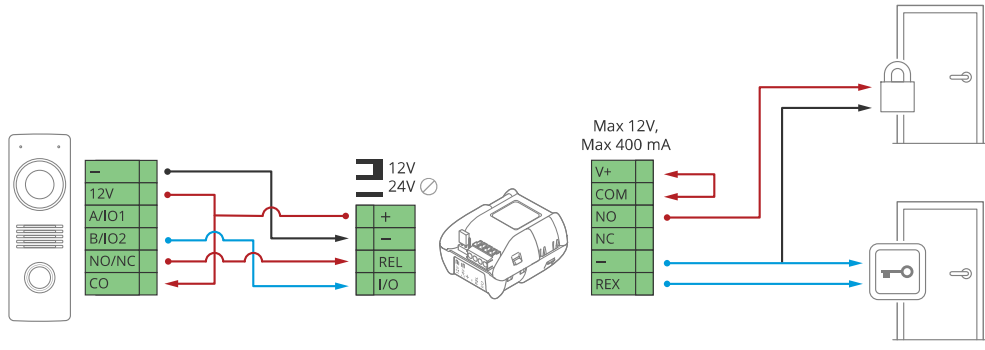 Max 12V,
Max 400 mA
–
12V
A/IO1
B/IO2
NO/NC
CO
12V
24V
+
–
REL
I/O
V+
COM
NO
NC
–
REX